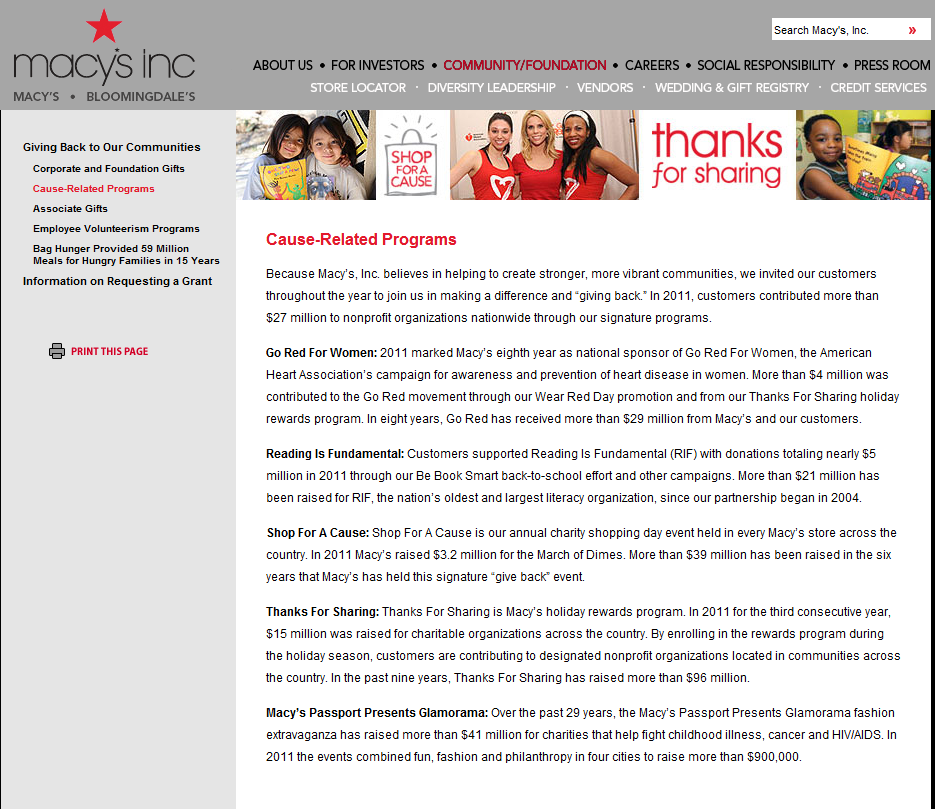 macy's inc
MACY'S • BLOOMINGDALE'S
Search Macy's, Inc. »
ABOUT US • FOR INVESTORS • COMMUNITY/FOUNDATION • CAREERS • SOCIAL RESPONSIBILITY • PRESS ROOM
STORE LOCATOR · DIVERSITY LEADERSHIP · VENDORS · WEDDING & GIFT REGISTRY · CREDIT SERVICES
Giving Back to Our Communities
Corporate and Foundation Gifts
Cause-Related Programs
Associate Gifts
Employee Volunteerism Programs
Bag Hunger Provided 59 Million
Meals for Hungry Families in 15 Years
Information on Requesting a Grant
PRINT THIS PAGE
SHOP
FOR A
CAUSE
thanks
for sharing
Cause-Related Programs
Because Macy's, Inc. believes in helping to create stronger, more vibrant communities, we invited our customers
throughout the year to join us in making a difference and “giving back.” In 2011, customers contributed more than
$27 million to nonprofit organizations nationwide through our signature programs.
Go Red For Women: 2011 marked Macy's eighth year as national sponsor of Go Red For Women, the American
Heart Association's campaign for awareness and prevention of heart disease in women. More than $4 million was
contributed to the Go Red movement through our Wear Red Day promotion and from our Thanks For Sharing holiday
rewards program. In eight years, Go Red has received more than $29 million from Macy's and our customers.
Reading Is Fundamental: Customers supported Reading Is Fundamental (RIF) with donations totaling nearly $5
million in 2011 through our Be Book Smart back-to-school effort and other campaigns. More than $21 million has
been raised for RIF, the nation's oldest and largest literacy organization, since our partnership began in 2004.
Shop For A Cause: Shop For A Cause is our annual charity shopping day event held in every Macy's store across the
country. In 2011 Macy's raised $3.2 million for the March of Dimes. More than $39 million has been raised in the six
years that Macy's has held this signature “give back” event.
Thanks For Sharing: Thanks For Sharing is Macy's holiday rewards program. In 2011 for the third consecutive year,
$15 million was raised for charitable organizations across the country. By enrolling in the rewards program during
the holiday season, customers are contributing to designated nonprofit organizations located in communities across
the country. In the past nine years, Thanks For Sharing has raised more than $96 million.
Macy's Passport Presents Glamorama: Over the past 29 years, the Macy's Passport Presents Glamorama fashion
extravaganza has raised more than $41 million for charities that help fight childhood illness, cancer and HIV/AIDS. In
2011 the events combined fun, fashion and philanthropy in four cities to raise more than $900,000.